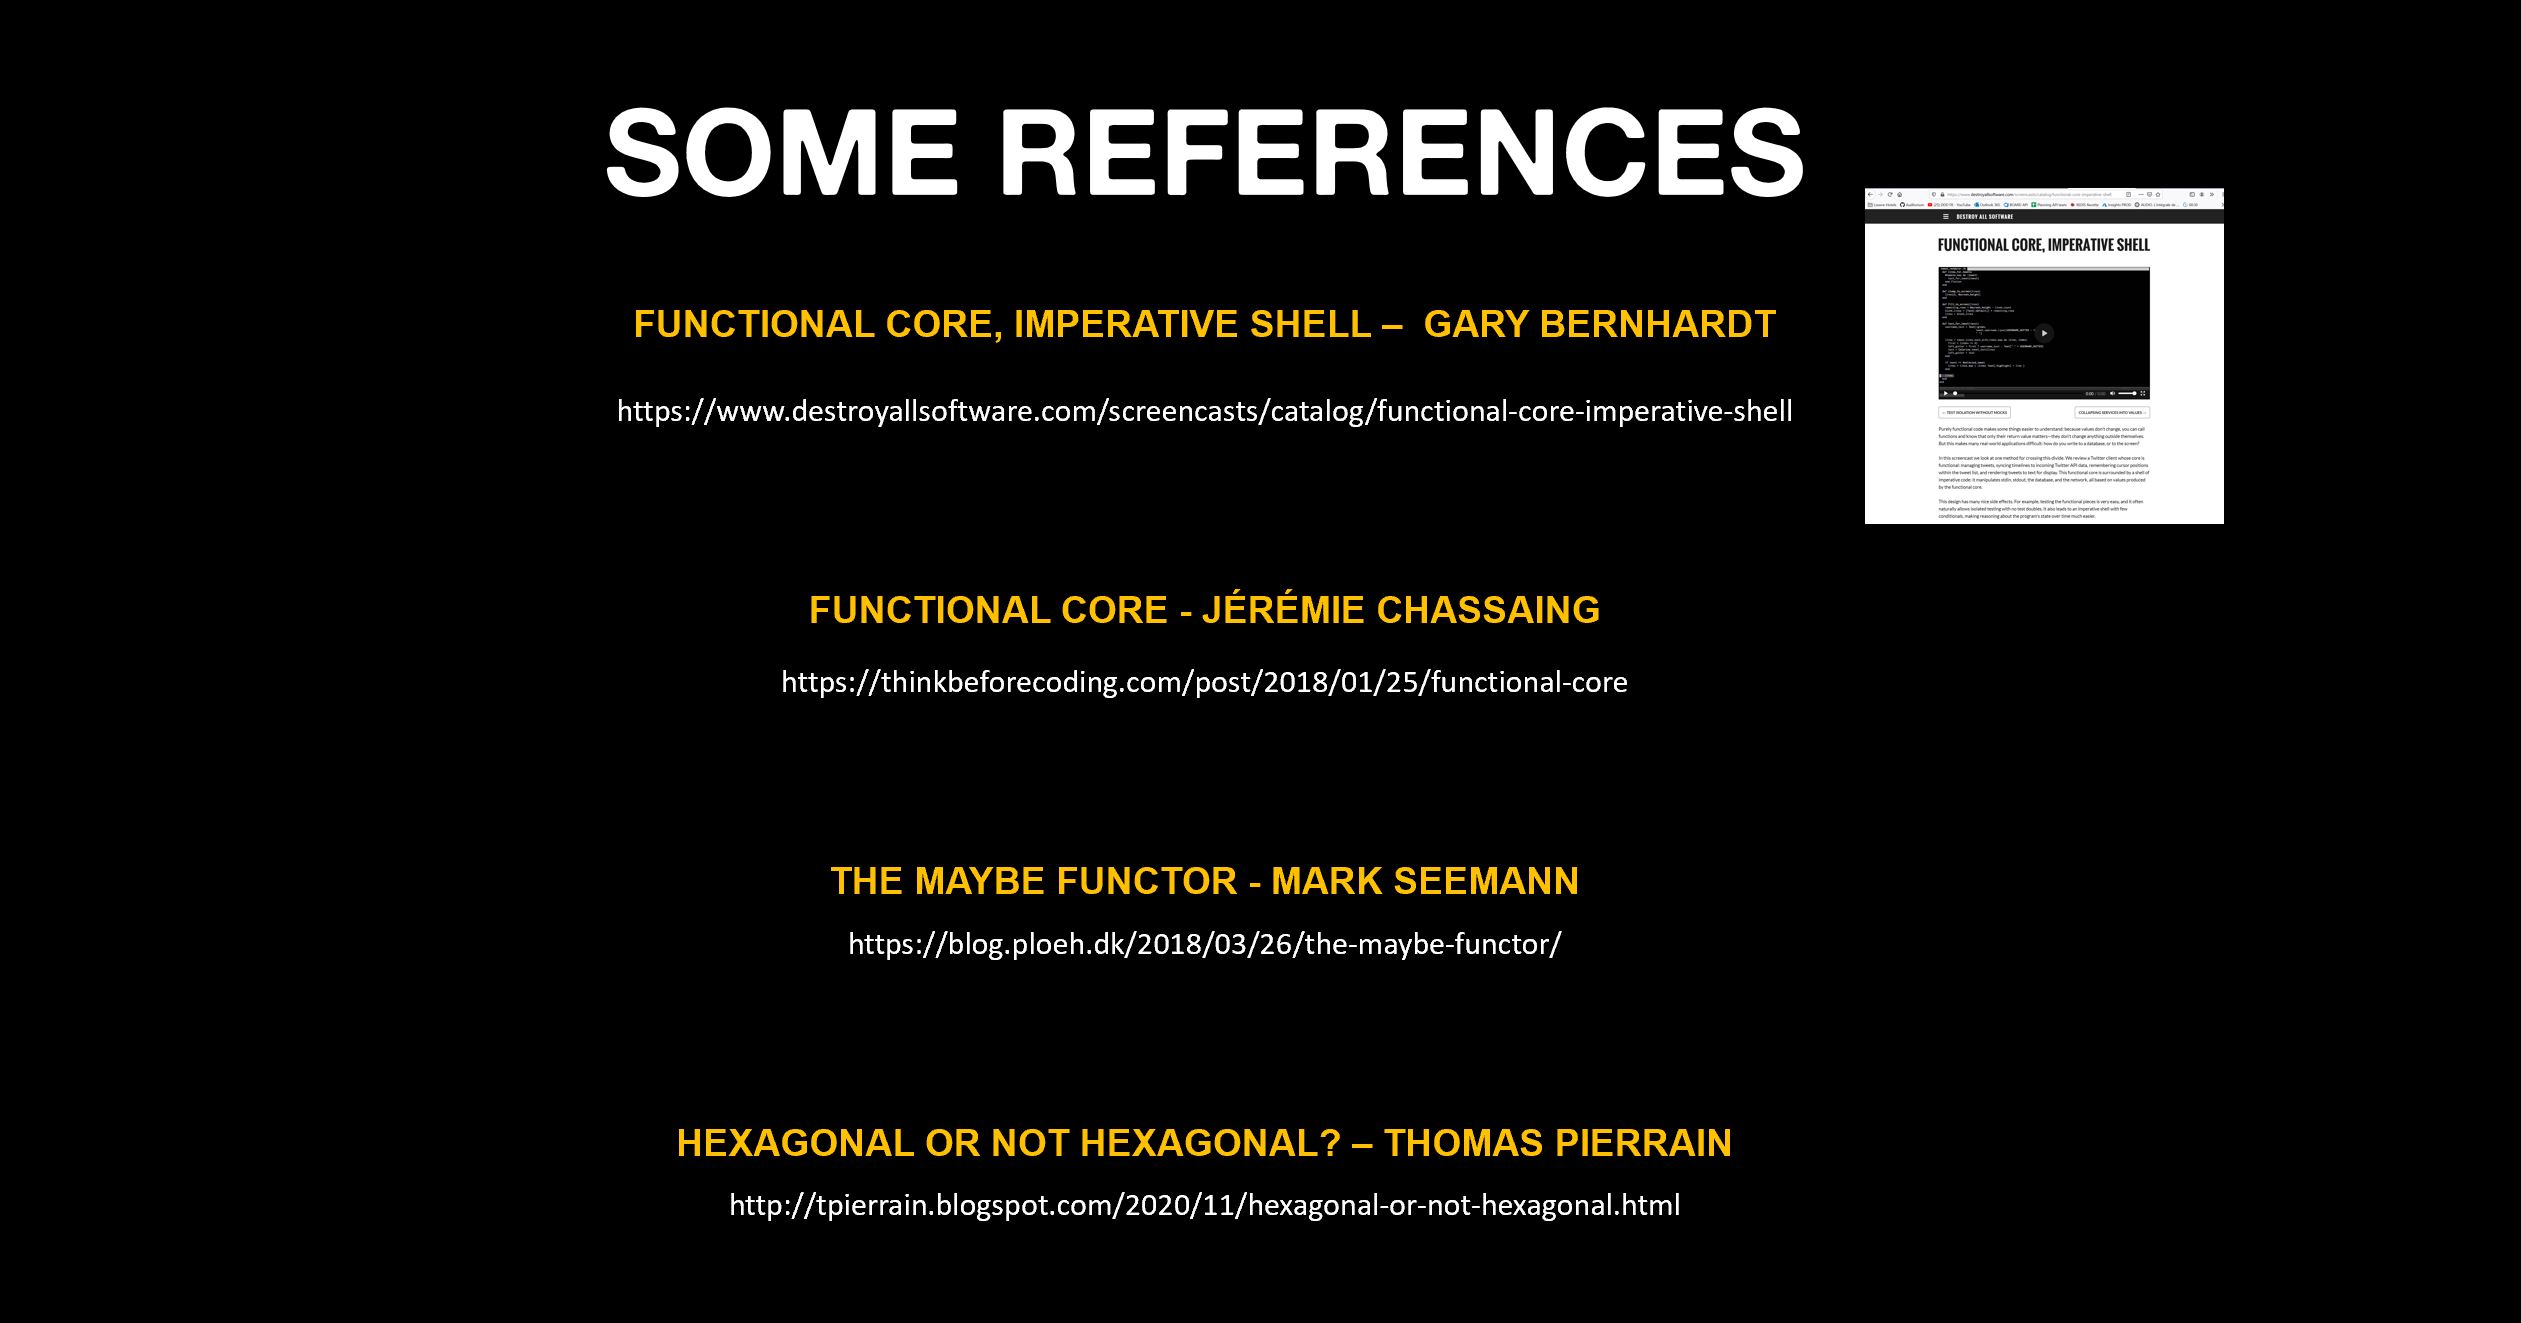 SOME REFERENCES
FUNCTIONAL CORE, IMPERATIVE SHELL – GARY BERNHARDT
https://www.destroyallsoftware.com/screencasts/catalog/functional-core-imperative-shell
DESTROY ALL SOFTWARE
FUNCTIONAL CORE, IMPERATIVE SHELL
← TEST ISOLATION WITHOUT MOCKS
COLLAPSING SERVICES INTO VALUES →
Purely functional code makes some things easier to understand: because values don't change, you can call
functions and know that only their return value matters—they don't change anything outside themselves.
But this makes many real-world applications difficult: how do you write to a database, or to the screen?
In this screencast we look at one method for crossing this divide. We review a Twitter client whose core is
functional: managing tweets, syncing timelines to incoming Twitter API data, remembering cursor positions
within the tweet list, and rendering tweets to text for display. This functional core is surrounded by a shell of
imperative code: it manipulates stdin, stdout, the database, and the network, all based on values produced
by the functional core.
This design has many nice side effects. For example, testing the functional pieces is very easy, and it often
naturally allows isolated testing with no test doubles. It also leads to an imperative shell with few
conditionals, making reasoning about the program's state over time much easier.
FUNCTIONAL CORE - JÉRÉMIE CHASSAING
https://thinkbeforecoding.com/post/2018/01/25/functional-core
THE MAYBE FUNCTOR - MARK SEEMANN
https://blog.ploeh.dk/2018/03/26/the-maybe-functor/
HEXAGONAL OR NOT HEXAGONAL? – THOMAS PIERRAIN
http://tpierrain.blogspot.com/2020/11/hexagonal-or-not-hexagonal.html